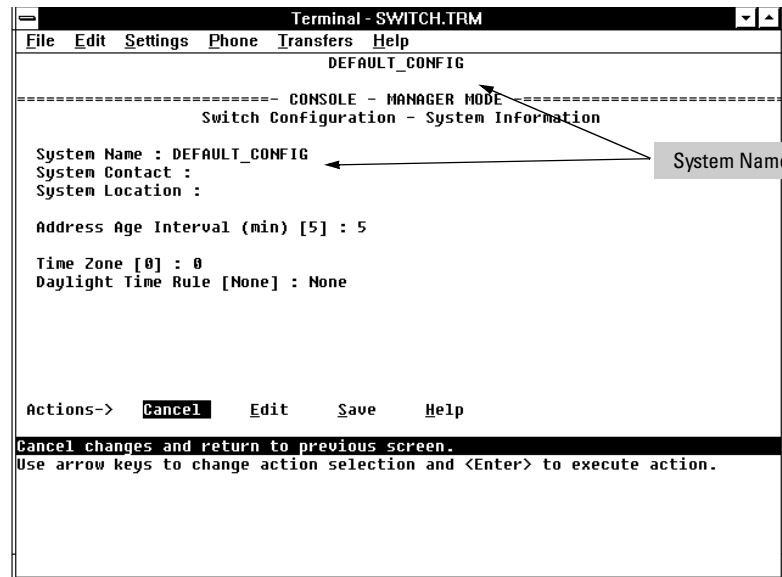 Terminal - SWITCH.TRM
File Edit Settings Phone Transfers Help
DEFAULT_CONFIG
==========================- CONSOLE - MANAGER MODE -============================
Switch Configuration - System Information
System Name : DEFAULT_CONFIG
System Contact :
System Location :
System Name
Address Age Interval (min) [5] : 5
Time Zone [0] : 0
Daylight Time Rule [None] : None
Actions-> Cancel Edit Save Help
Cancel changes and return to previous screen.
Use arrow keys to change action selection and <Enter> to execute action.